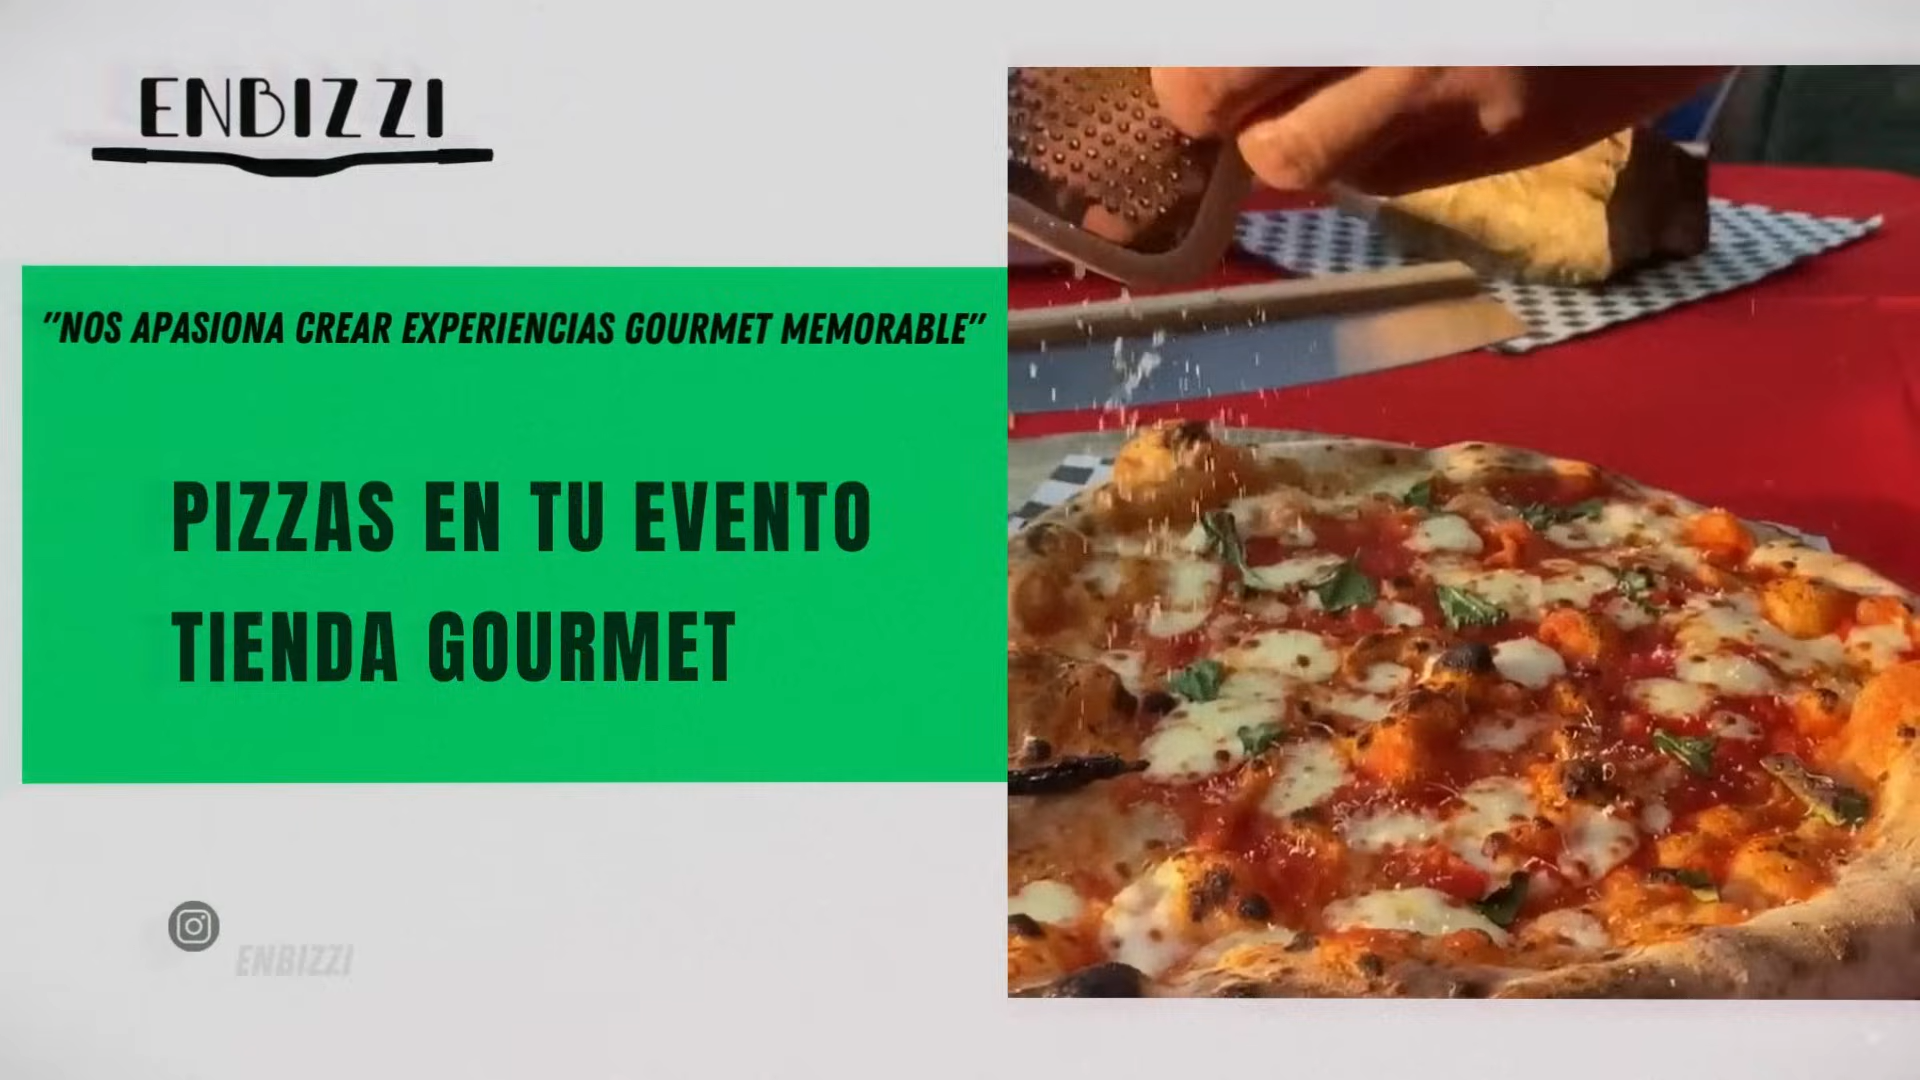 ENBIZZI
"NOS APASIONA CREAR EXPERIENCIAS GOURMET MEMORABLE"
PIZZAS EN TU EVENTO
TIENDA GOURMET
ENBIZZI